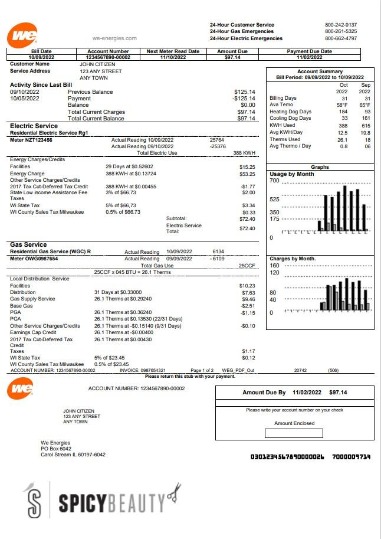 we
we-energies.com
24-Hour Customer Service 800-242-9137
24-Hour Gas Emergencies 800-261-5325
24-Hour Electric Emergencies 800-662-4797
Bill Date Account Number Next Meter Read Date Amount Due Payment Due Date
10/09/2022 1234567890-00002 11/10/2022 $97.14 11/02/2022
Customer Name JOHN CITIZEN
Service Address 123 ANY STREET
ANY TOWN
Activity Since Last Bill
09/10/2022 Previous Balance $125.14
10/05/2022 Payment -$125.14
Balance $0.00
Total Current Charges $97.14
Total Current Balance $97.14
Account Summary
Bill Period: 09/09/2022 to 10/09/2022
Oct Sep
2022 2022
Billing Days 31 31
Ave Temp 58°F
Heating Deg Days 194 93
Cooling Deg Days 33 161
KWH Used 388 615
Avg KWH/Day 12.5 19.8
Therms Used 26.1 18
Avg Therms / Day 0.8 06
Electric Service
Residential Electric Service Rg1
Meter NZT123456 Actual Reading 10/09/2022 25764
Actual Reading 09/09/2022 -25376
Total Electric Use 388 KWH
Energy Charges/Credits
Facilities 29 Days At $0.52602 $15.25
Energy Charge 388 KWH At $0.13724 $53.25
Other Service Charges/Credits
2017 Tax Cut-Deferred Tax Credit 388 KWH At $0.00455 -$1.77
State Low Income Assistance Fee 3% of $66.73 $2.00
Taxes
WI State Tax 5% of $66.73 $3.34
WI County Sales Tax Milwaukee 0.5% of $66.73 $0.33
Subtotal: $72.40
Electric Service Total: $72.40
Graphs
Usage by Month
700
525
350
175
0
Gas Service
Residential Gas Service (WGC) R Actual Reading 10/09/2022 6134
Meter OWG0987654 Actual Reading 09/09/2022 - 6109
Total Gas Use 25CCF
25CCF x 045 BTU = 26.1 Therms
Local Distribution Service
Facilities $10.23
Distribution 31 Days At $0.33000 $7.63
Gas Supply Service 26.1 Therms At $0.29240 $9.46
Base Gas -$2.51
PGA 26.1 Therms At $0.36240 -$1.15
PGA 26.1 Therms At $0.13530 (22/31 Days)
Other Service Charges/Credits 26.1 Therms At -$0.15140 (9/31 Days) -$0.10
Earnings Cap Credit 26.1 Therms At -$0.00400
2017 Tax Cut-Deferred Tax 26.1 Therms At $0.00430
Credit
Taxes $1.17
WI State Tax 5% of $23.45 $0.12
WI County Sales Tax/Milwaukee 0.5% of $23.45
Charges by Month.
160
120
80
40
0
ACCOUNT NUMBER: 1234567890-00002 INVOICE: 0987654321 Page 1 of 2 WEG_PDF_Out 22742 (509)
Please return this stub with your payment.
we
ACCOUNT NUMBER: 1234567890-00002
Amount Due By 11/02/2022 $97.14
JOHN CITIZEN
123 ANY STREET
ANY TOWN
Please write your account number on your check
Amount Enclosed
We Energies
PO Box 6042
Carol Stream IL 60197-6042
0301234567890000026 7000009714
SPICYBEAUTY